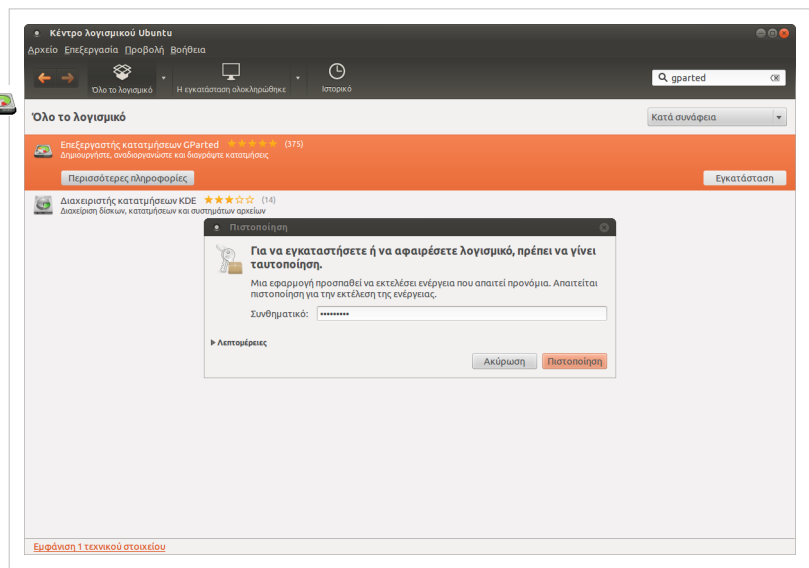 Κέντρο λογισμικού Ubuntu
Αρχείο Επεξεργασία Προβολή Βοήθεια
Όλο το λογισμικό
Η εγκατάσταση ολοκληρώθηκε
Ιστορικό
gparted
Όλο το λογισμικό
Κατά συνάφεια
Επεξεργαστής κατατμήσεων GParted (375)
Δημιουργήστε, αναδιοργανώστε και διαγράψτε κατατμήσεις
Περισσότερες πληροφορίες
Εγκατάσταση
Διαχειριστής κατατμήσεων KDE (14)
Διαχείριση δίσκων, κατατμήσεων και συστημάτων αρχείων
Πιστοποίηση
Για να εγκαταστήσετε ή να αφαιρέσετε λογισμικό, πρέπει να γίνει
ταυτοποίηση.
Μια εφαρμογή προσπαθεί να εκτελέσει ενέργεια που απαιτεί προνόμια. Απαιτείται
πιστοποίηση για την εκτέλεση της ενέργειας.
Συνθηματικό: •••••••••
Λεπτομέρειες
Ακύρωση
Πιστοποίηση
Εμφάνιση 1 τεχνικού στοιχείου